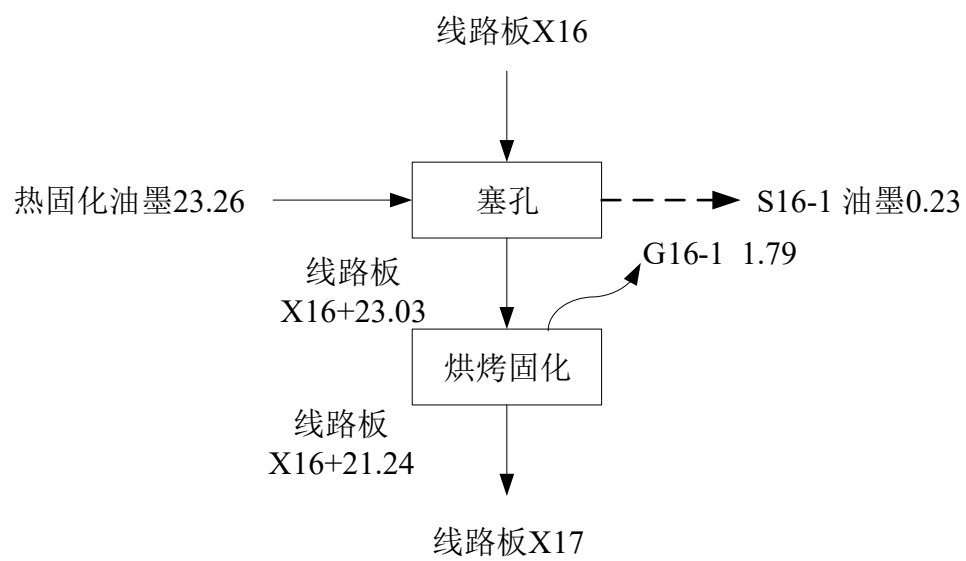 线路板X16
热固化油墨23.26
塞孔
S16-1 油墨0.23
G16-1 1.79
线路板
X16+23.03
烘烤固化
线路板
X16+21.24
线路板X17